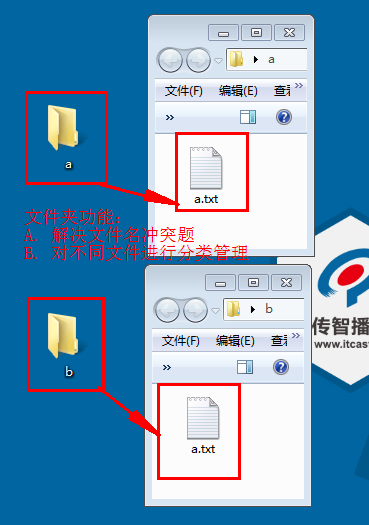 a
文件(F) 编辑(E) 查看 »
»
a
a.txt
文件夹功能:
A. 解决文件名冲突题
B. 对不同文件进行分类管理
b
文件(F) 编辑(E) 查 »
»
b
a.txt
传智播
www.itcas